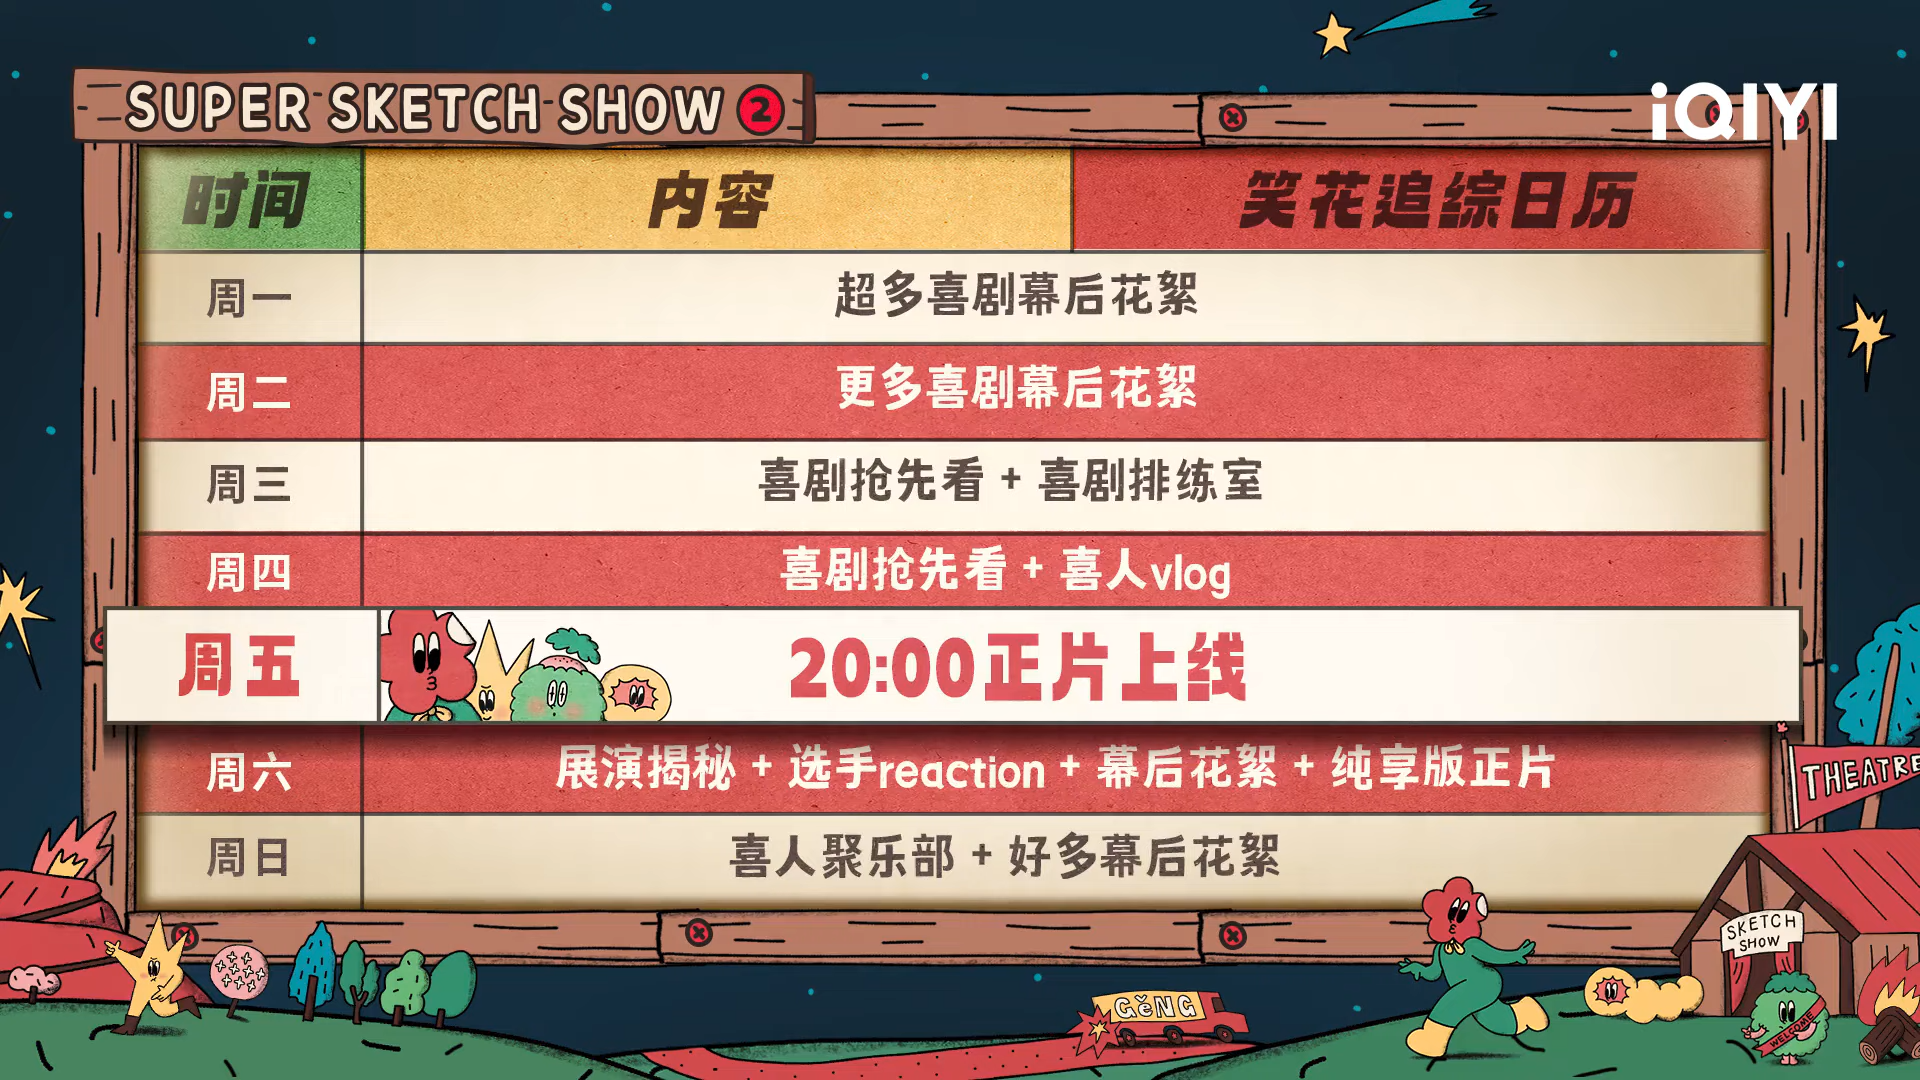 SUPER SKETCH SHOW 2
iQIYI
时间 内容 笑花追综日历
周一 超多喜剧幕后花絮
周二 更多喜剧幕后花絮
周三 喜剧抢先看 + 喜剧排练室
周四 喜剧抢先看 + 喜人vlog
周五 20:00正片上线
周六 展演揭秘 + 选手reaction + 幕后花絮 + 纯享版正片
周日 喜人聚乐部 + 好多幕后花絮
THEATRE
SKETCH
SHOW
GěNG
WELCOME